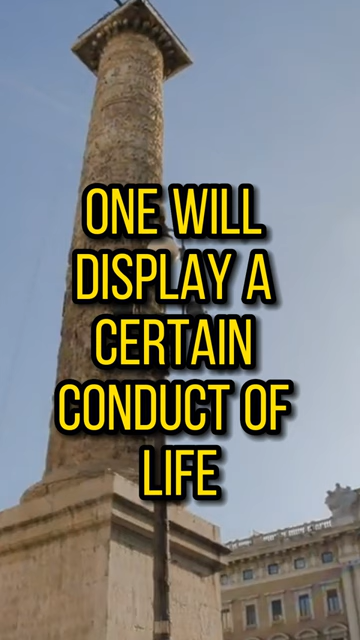 ONE WILL
DISPLAY A
CERTAIN
CONDUCT OF
LIFE